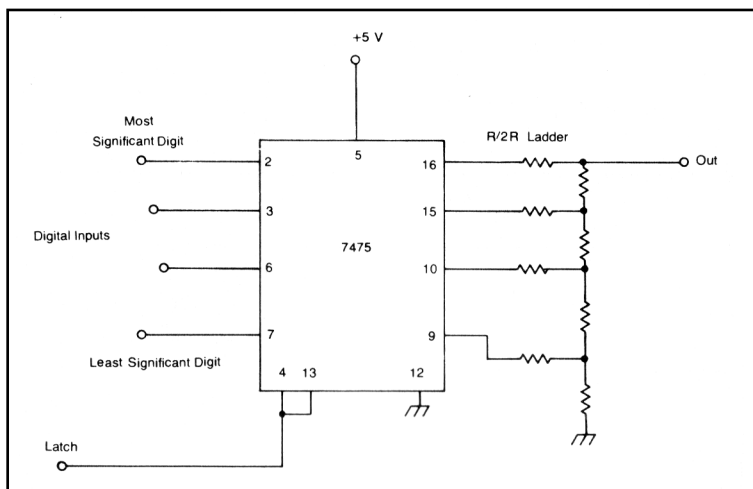 +5 V
Most
Significant Digit
R/2R Ladder
2
5
16
Out
3
15
Digital Inputs
7475
6
10
7
9
Least Significant Digit
4
13
12
Latch